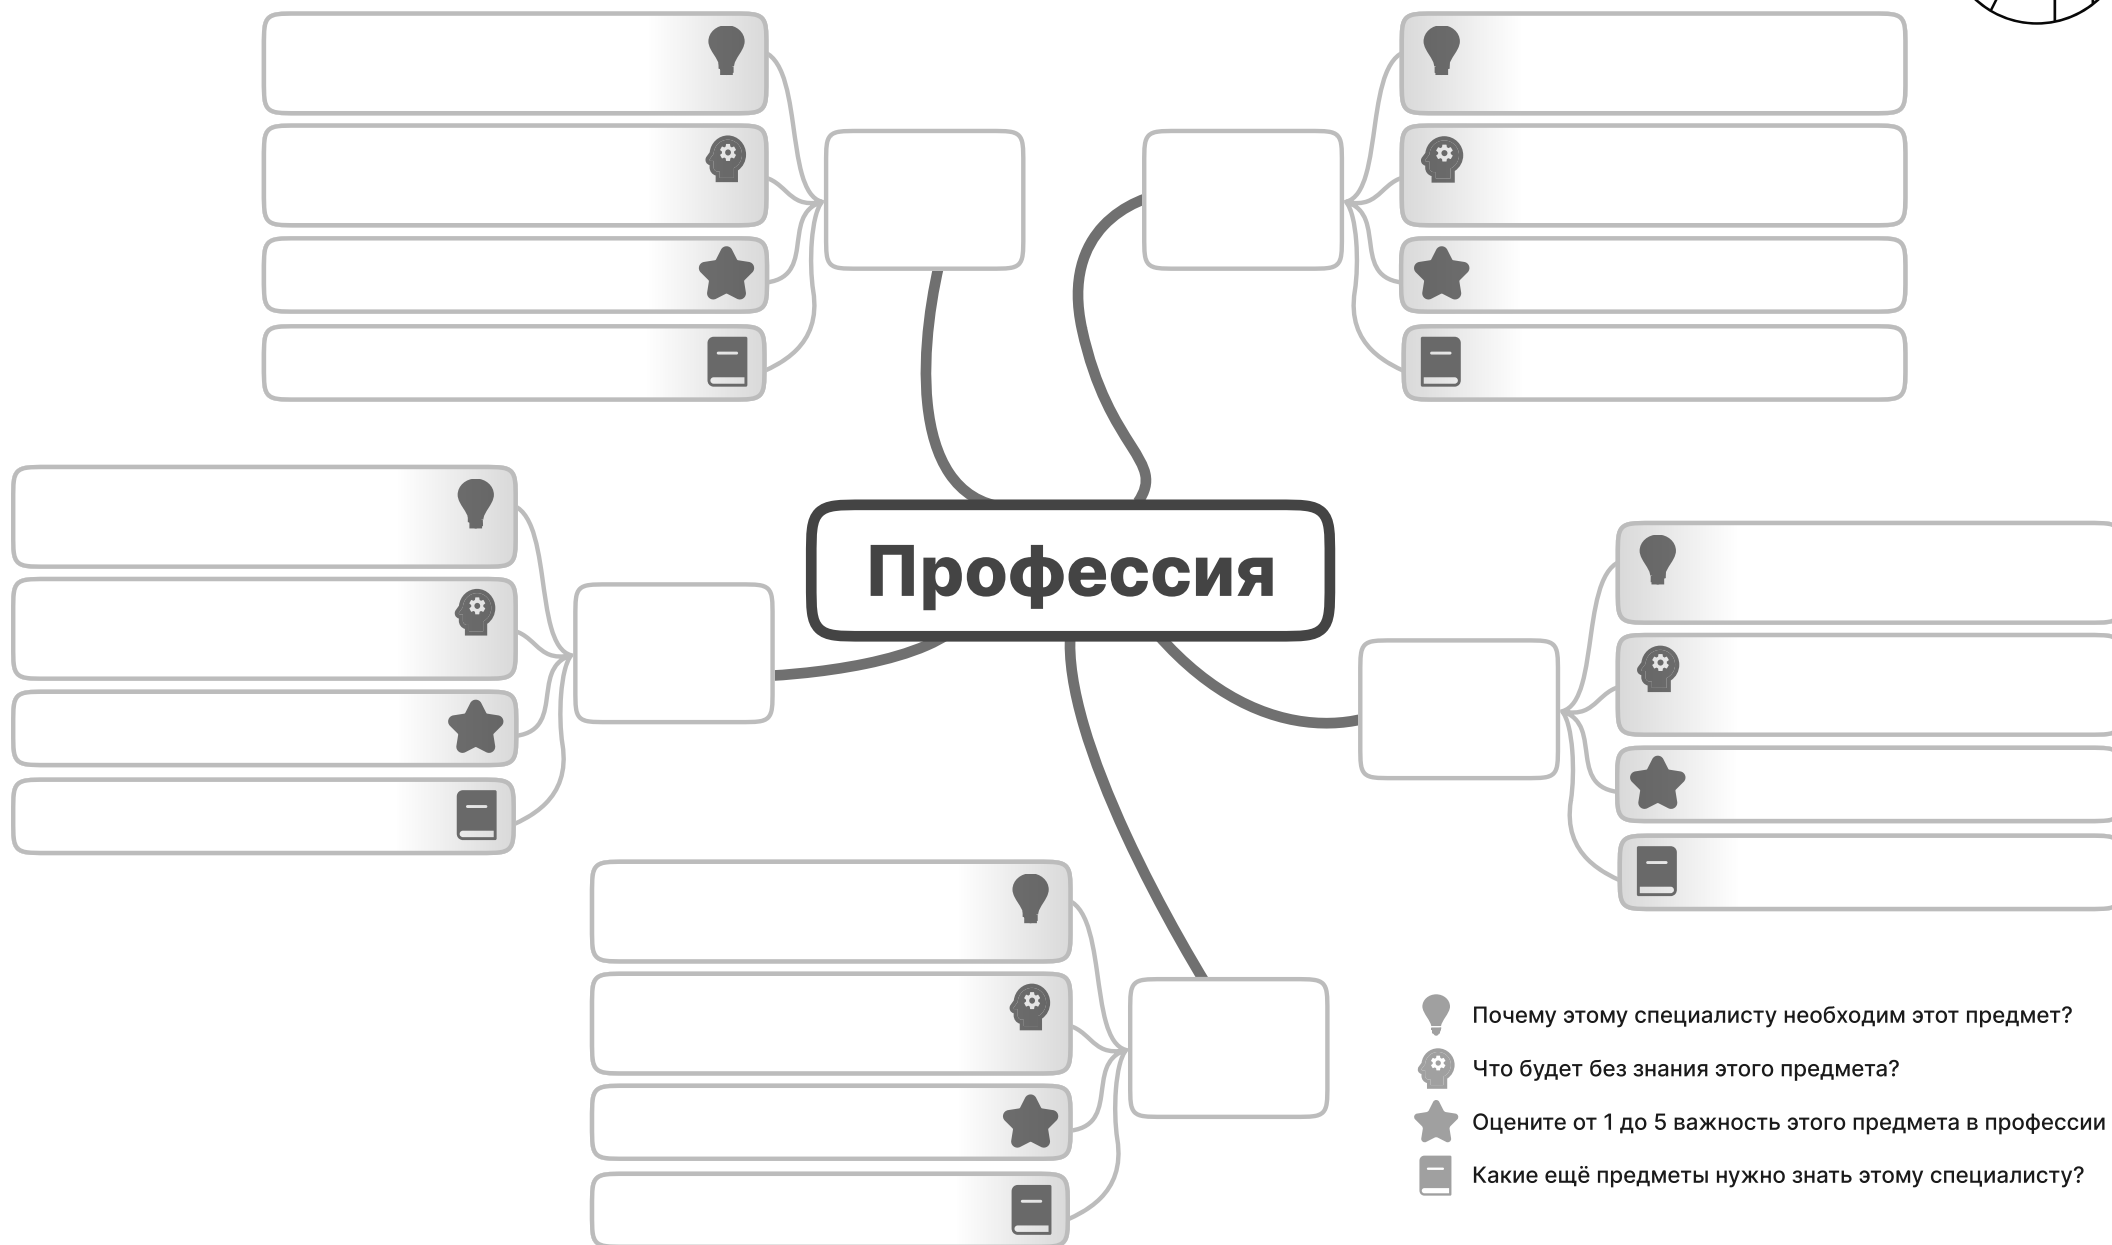 Профессия
Почему этому специалисту необходим этот предмет?
Что будет без знания этого предмета?
Оцените от 1 до 5 важность этого предмета в профессии
Какие ещё предметы нужно знать этому специалисту?